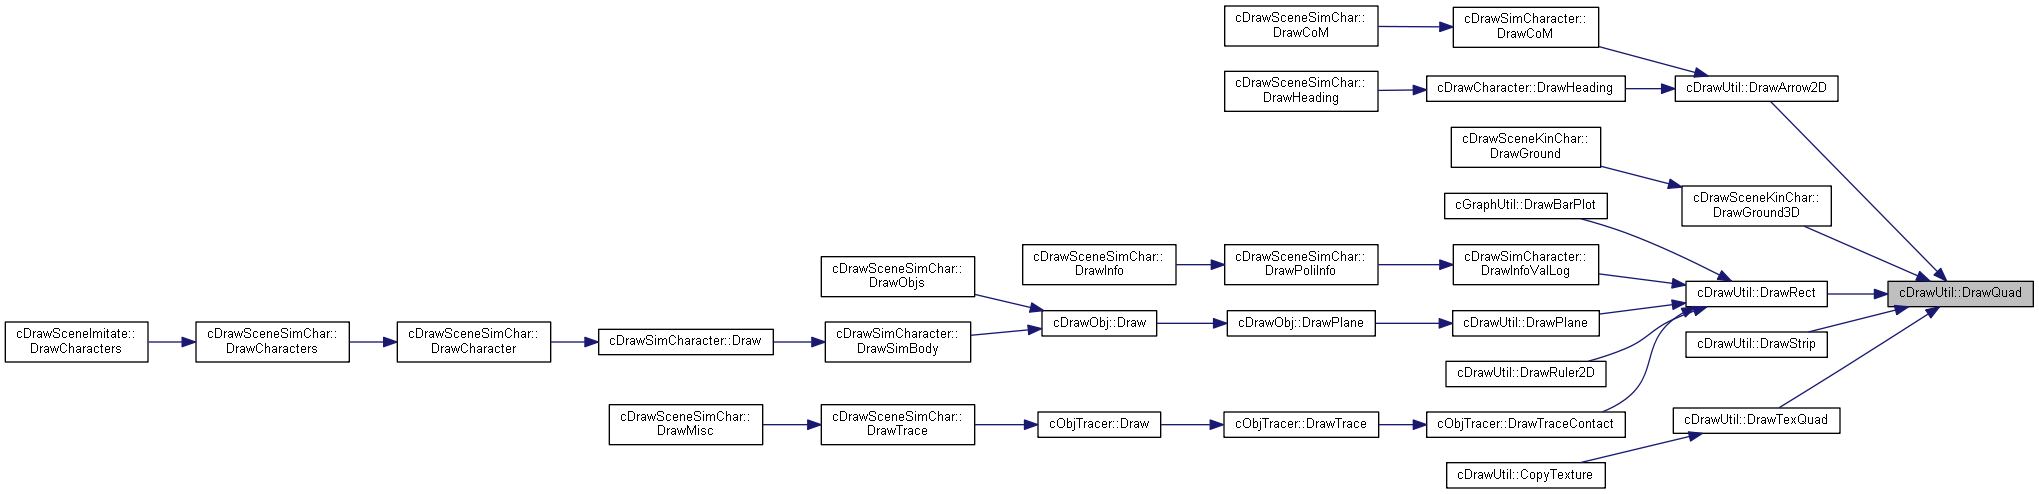 cDrawSceneSimChar::
DrawCoM
cDrawSimCharacter::
DrawCoM
cDrawSceneSimChar::
DrawHeading
cDrawCharacter::DrawHeading
cDrawUtil::DrawArrow2D
cDrawSceneKinChar::
DrawGround
cDrawSceneKinChar::
DrawGround3D
cGraphUtil::DrawBarPlot
cDrawSceneSimChar::
DrawObjs
cDrawSceneSimChar::
DrawInfo
cDrawSceneSimChar::
DrawPoliInfo
cDrawSimCharacter::
DrawInfoValLog
cDrawUtil::DrawRect
cDrawUtil::DrawQuad
cDrawSceneImitate::
DrawCharacters
cDrawSceneSimChar::
DrawCharacters
cDrawSceneSimChar::
DrawCharacter
cDrawSimCharacter::Draw
cDrawSimCharacter::
DrawSimBody
cDrawObj::Draw
cDrawObj::DrawPlane
cDrawUtil::DrawPlane
cDrawUtil::DrawStrip
cDrawUtil::DrawRuler2D
cDrawSceneSimChar::
DrawMisc
cDrawSceneSimChar::
DrawTrace
cObjTracer::Draw
cObjTracer::DrawTrace
cObjTracer::DrawTraceContact
cDrawUtil::DrawTexQuad
cDrawUtil::CopyTexture